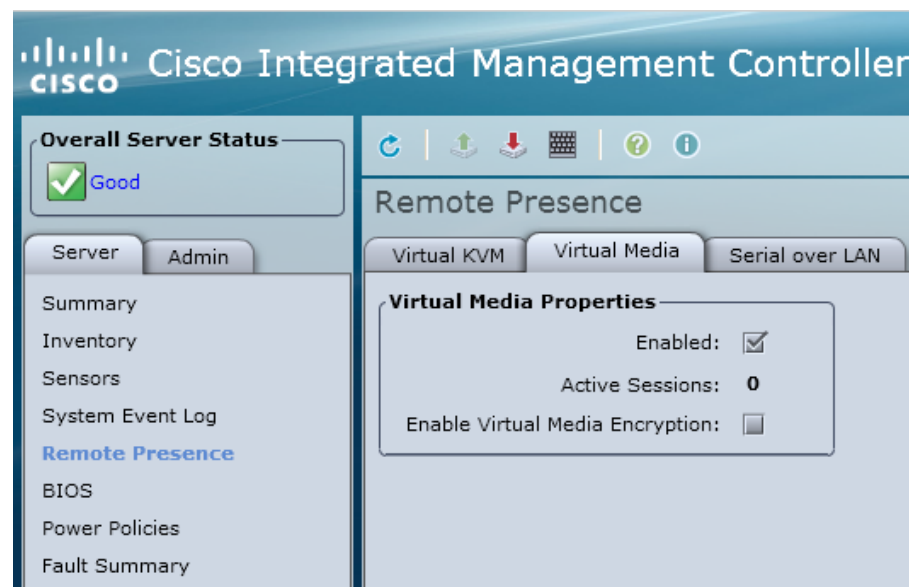 CISCO Cisco Integrated Management Controller
Overall Server Status
Good
Server
Admin
Summary
Inventory
Sensors
System Event Log
Remote Presence
BIOS
Power Policies
Fault Summary
Remote Presence
Virtual KVM
Virtual Media
Serial over LAN
Virtual Media Properties
Enabled:
Active Sessions: 0
Enable Virtual Media Encryption: